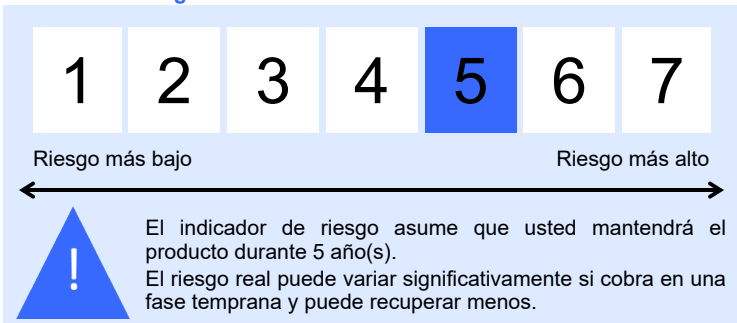 1 2 3 4 5 6 7
Riesgo más bajo Riesgo más alto
El indicador de riesgo asume que usted mantendrá el
producto durante 5 año(s).
!
El riesgo real puede variar significativamente si cobra en una
fase temprana y puede recuperar menos.